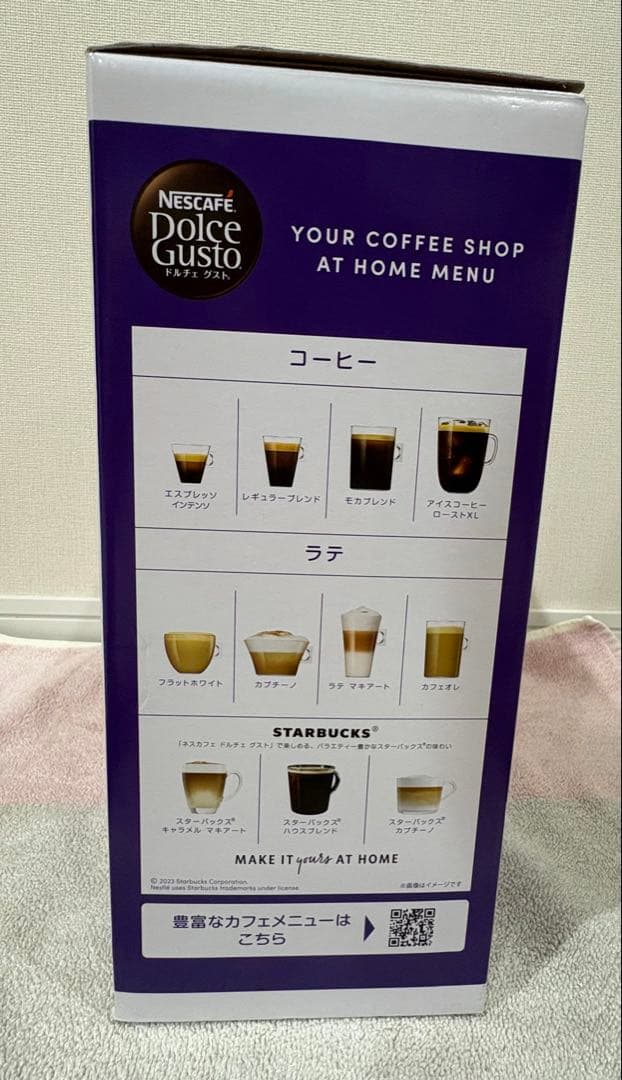 NESCAFÉ
Dolce
Gusto
ドルチェ グスト
YOUR COFFEE SHOP
AT HOME MENU
コーヒー
エスプレッソ
インテンソ
レギュラーブレンド
モカブレンド
アイスコーヒー
ローストXL
ラテ
フラットホワイト
カプチーノ
ラテ マキアート
カフェオレ
STARBUCKS®
「ネスカフェ ドルチェ グスト」で楽しめる、バラエティー豊かなスターバックス®の味わい
スターバックス®
キャラメル マキアート
スターバックス®
ハウスブレンド
スターバックス®
カプチーノ
MAKE IT yours AT HOME
© 2023 Starbucks Corporation.
Nestlé uses Starbucks trademarks under license.
※画像はイメージです
豊富なカフェメニューは
こちら